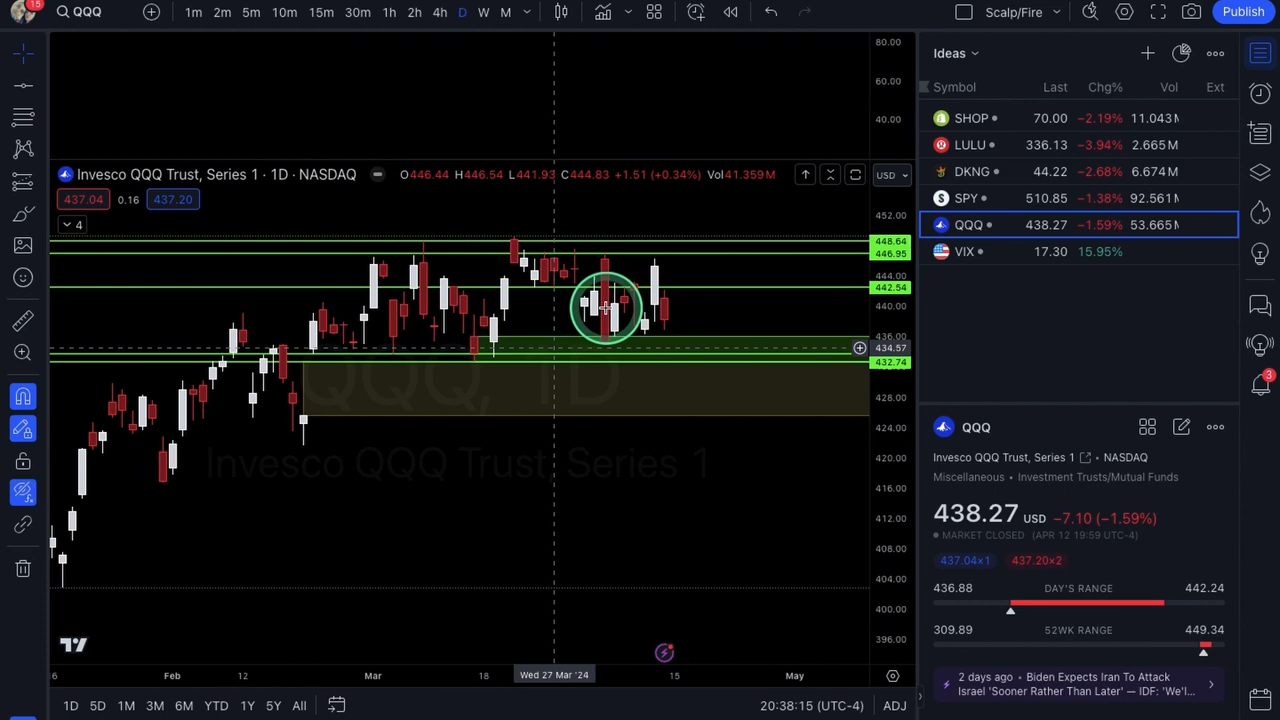 15
QQQ
1m 2m 5m 10m 15m 30m 1h 2h 4h D W M
Scalp/Fire
Publish
80.00
60.00
40.00
Invesco QQQ Trust, Series 1 · 1D · NASDAQ
O446.44 H446.54 L441.93 C444.83 +1.51 (+0.34%) Vol41.359M
USD
437.04 0.16 437.20
4
452.00
448.64
446.95
444.00
442.54
440.00
436.00
434.57
432.74
428.00
424.00
420.00
416.00
412.00
408.00
404.00
400.00
396.00
QQQ, 1D
Invesco QQQ Trust, Series 1
Feb 12 Mar 18 Wed 27 Mar '24 15 May
1D 5D 1M 3M 6M YTD 1Y 5Y All
20:38:15 (UTC-4) ADJ
Ideas
Symbol Last Chg% Vol Ext
SHOP 70.00 −2.19% 11.043M
LULU 336.13 −3.94% 2.665M
DKNG 44.22 −2.68% 6.674M
SPY 510.85 −1.38% 92.561M
QQQ 438.27 −1.59% 53.665M
VIX 17.30 15.95%
3
QQQ
Invesco QQQ Trust, Series 1 • NASDAQ
Miscellaneous • Investment Trusts/Mutual Funds
438.27 USD −7.10 (−1.59%)
MARKET CLOSED (APR 12 19:59 UTC-4)
437.04×1 437.20×2
436.88 DAY'S RANGE 442.24
309.89 52WK RANGE 449.34
2 days ago • Biden Expects Iran To Attack
Israel 'Sooner Rather Than Later' — IDF: 'We'l...